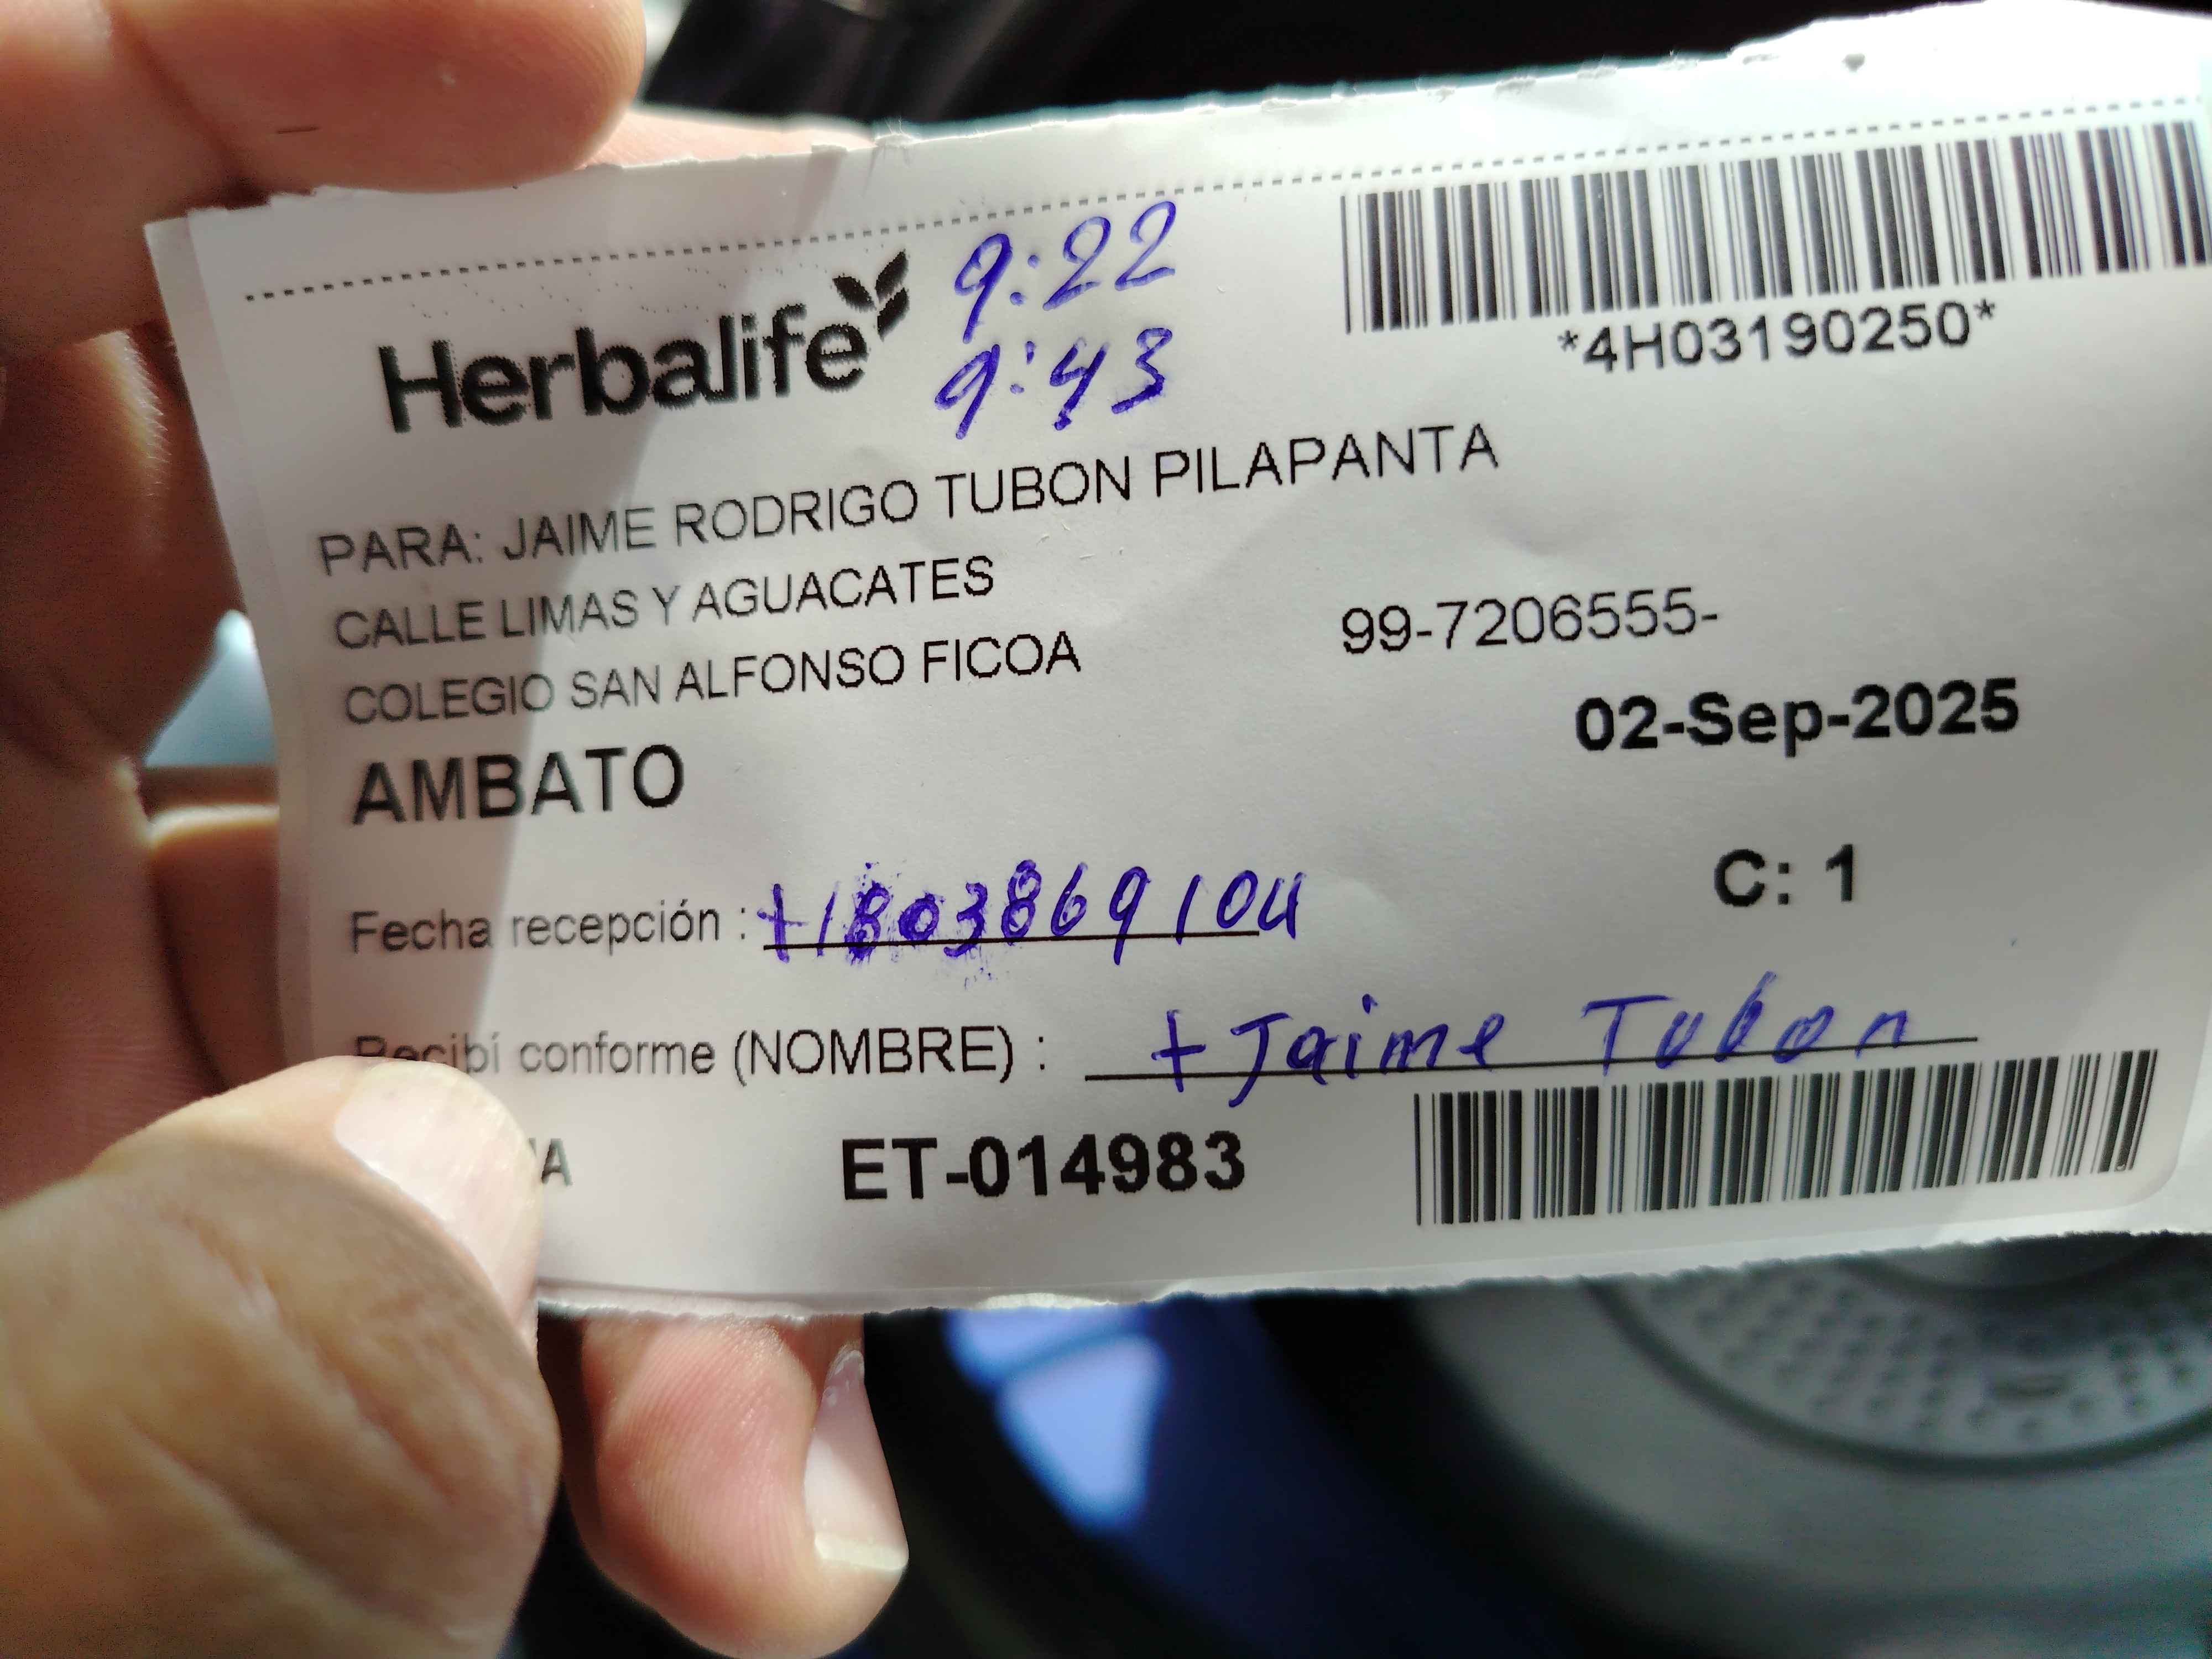 Herbalife 9:22
9:43
*4H03190250*
PARA: JAIME RODRIGO TUBON PILAPANTA
CALLE LIMAS Y AGUACATES
COLEGIO SAN ALFONSO FICOA
99-7206555-
AMBATO
02-Sep-2025
C: 1
Fecha recepción : +1803869104
Recibí conforme (NOMBRE) : + Jaime Tubon
ET-014983